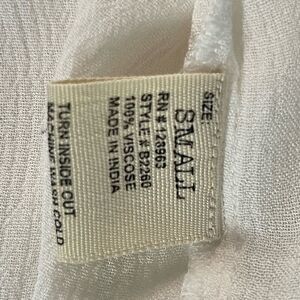 SIZE:
SMALL
RN # 128963
STYLE # B2260
100% VISCOSE
MADE IN INDIA
TURN INSIDE OUT
MACHINE WASH COLD